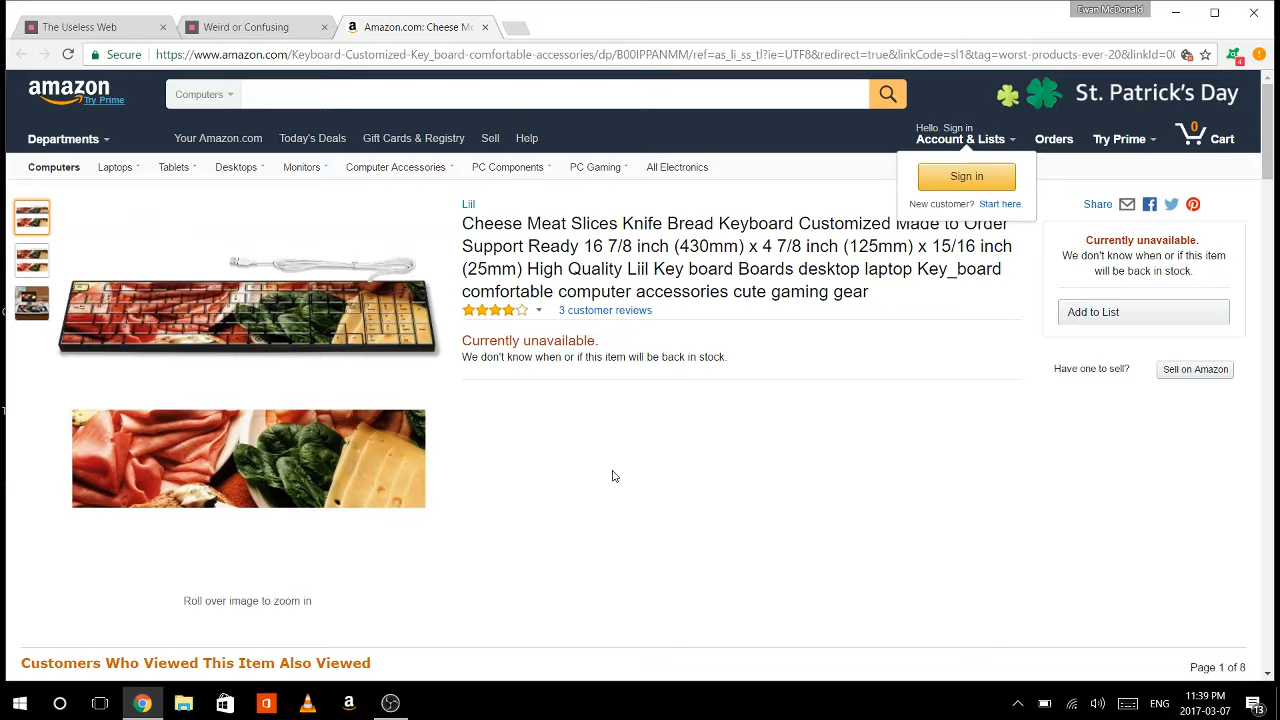 Ewan McDonald
The Useless Web
Weird or Confusing
Amazon.com: Cheese Me
Secure https://www.amazon.com/Keyboard-Customized-Key_board-comfortable-accessories/dp/B00IPPANMM/ref=as_li_ss_tl?ie=UTF8&redirect=true&linkCode=sl1&tag=worst-products-ever-20&linkId=0
4
amazon
Try Prime
Computers
St. Patrick's Day
Departments
Your Amazon.com Today's Deals Gift Cards & Registry Sell Help
Hello. Sign in
Account & Lists
Orders
Try Prime
0
Cart
Computers Laptops Tablets Desktops Monitors Computer Accessories PC Components PC Gaming All Electronics
Sign in
New customer? Start here.
Share
Liil
Cheese Meat Slices Knife Bread Keyboard Customized Made to Order
Support Ready 16 7/8 inch (430mm) x 4 7/8 inch (125mm) x 15/16 inch
(25mm) High Quality Liil Key board Boards desktop laptop Key_board
comfortable computer accessories cute gaming gear
3 customer reviews
Currently unavailable.
We don't know when or if this item will be back in stock.
Currently unavailable.
We don't know when or if this item
will be back in stock.
Add to List
Have one to sell?
Sell on Amazon
Roll over image to zoom in
Customers Who Viewed This Item Also Viewed
Page 1 of 8
ENG
11:39 PM
2017-03-07
13